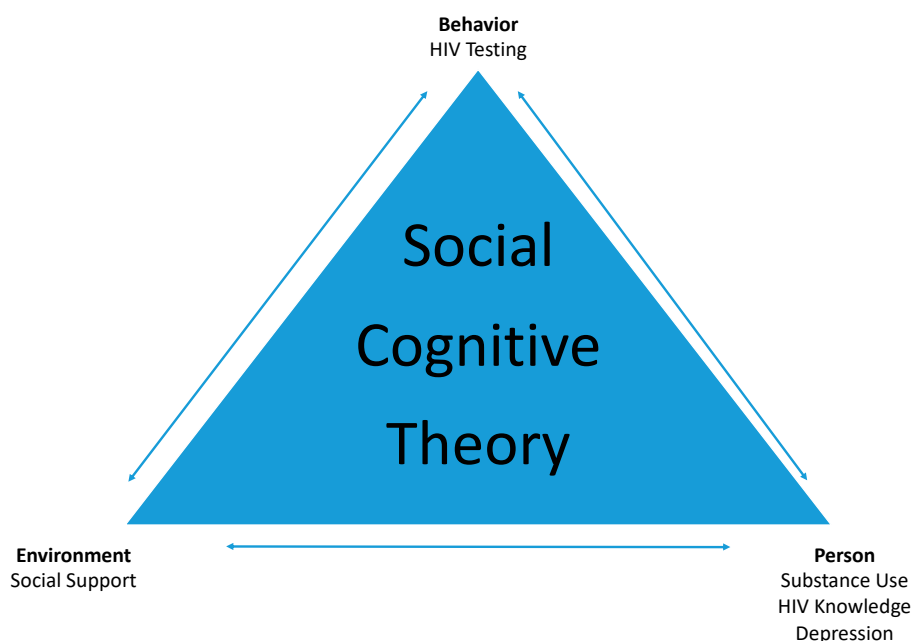 Behavior
HIV Testing
Social
Cognitive
Theory
Environment
Social Support
Person
Substance Use
HIV Knowledge
Depression